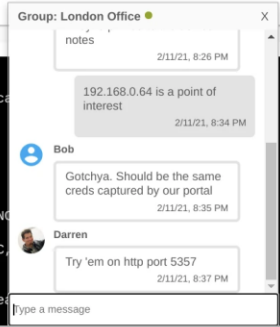 Group: London Office X
notes
2/11/21, 8:26 PM
192.168.0.64 is a point of
interest
2/11/21, 8:34 PM
Bob
Gotchya. Should be the same
creds captured by our portal
2/11/21, 8:35 PM
Darren
Try 'em on http port 5357
2/11/21, 8:37 PM
Type a message